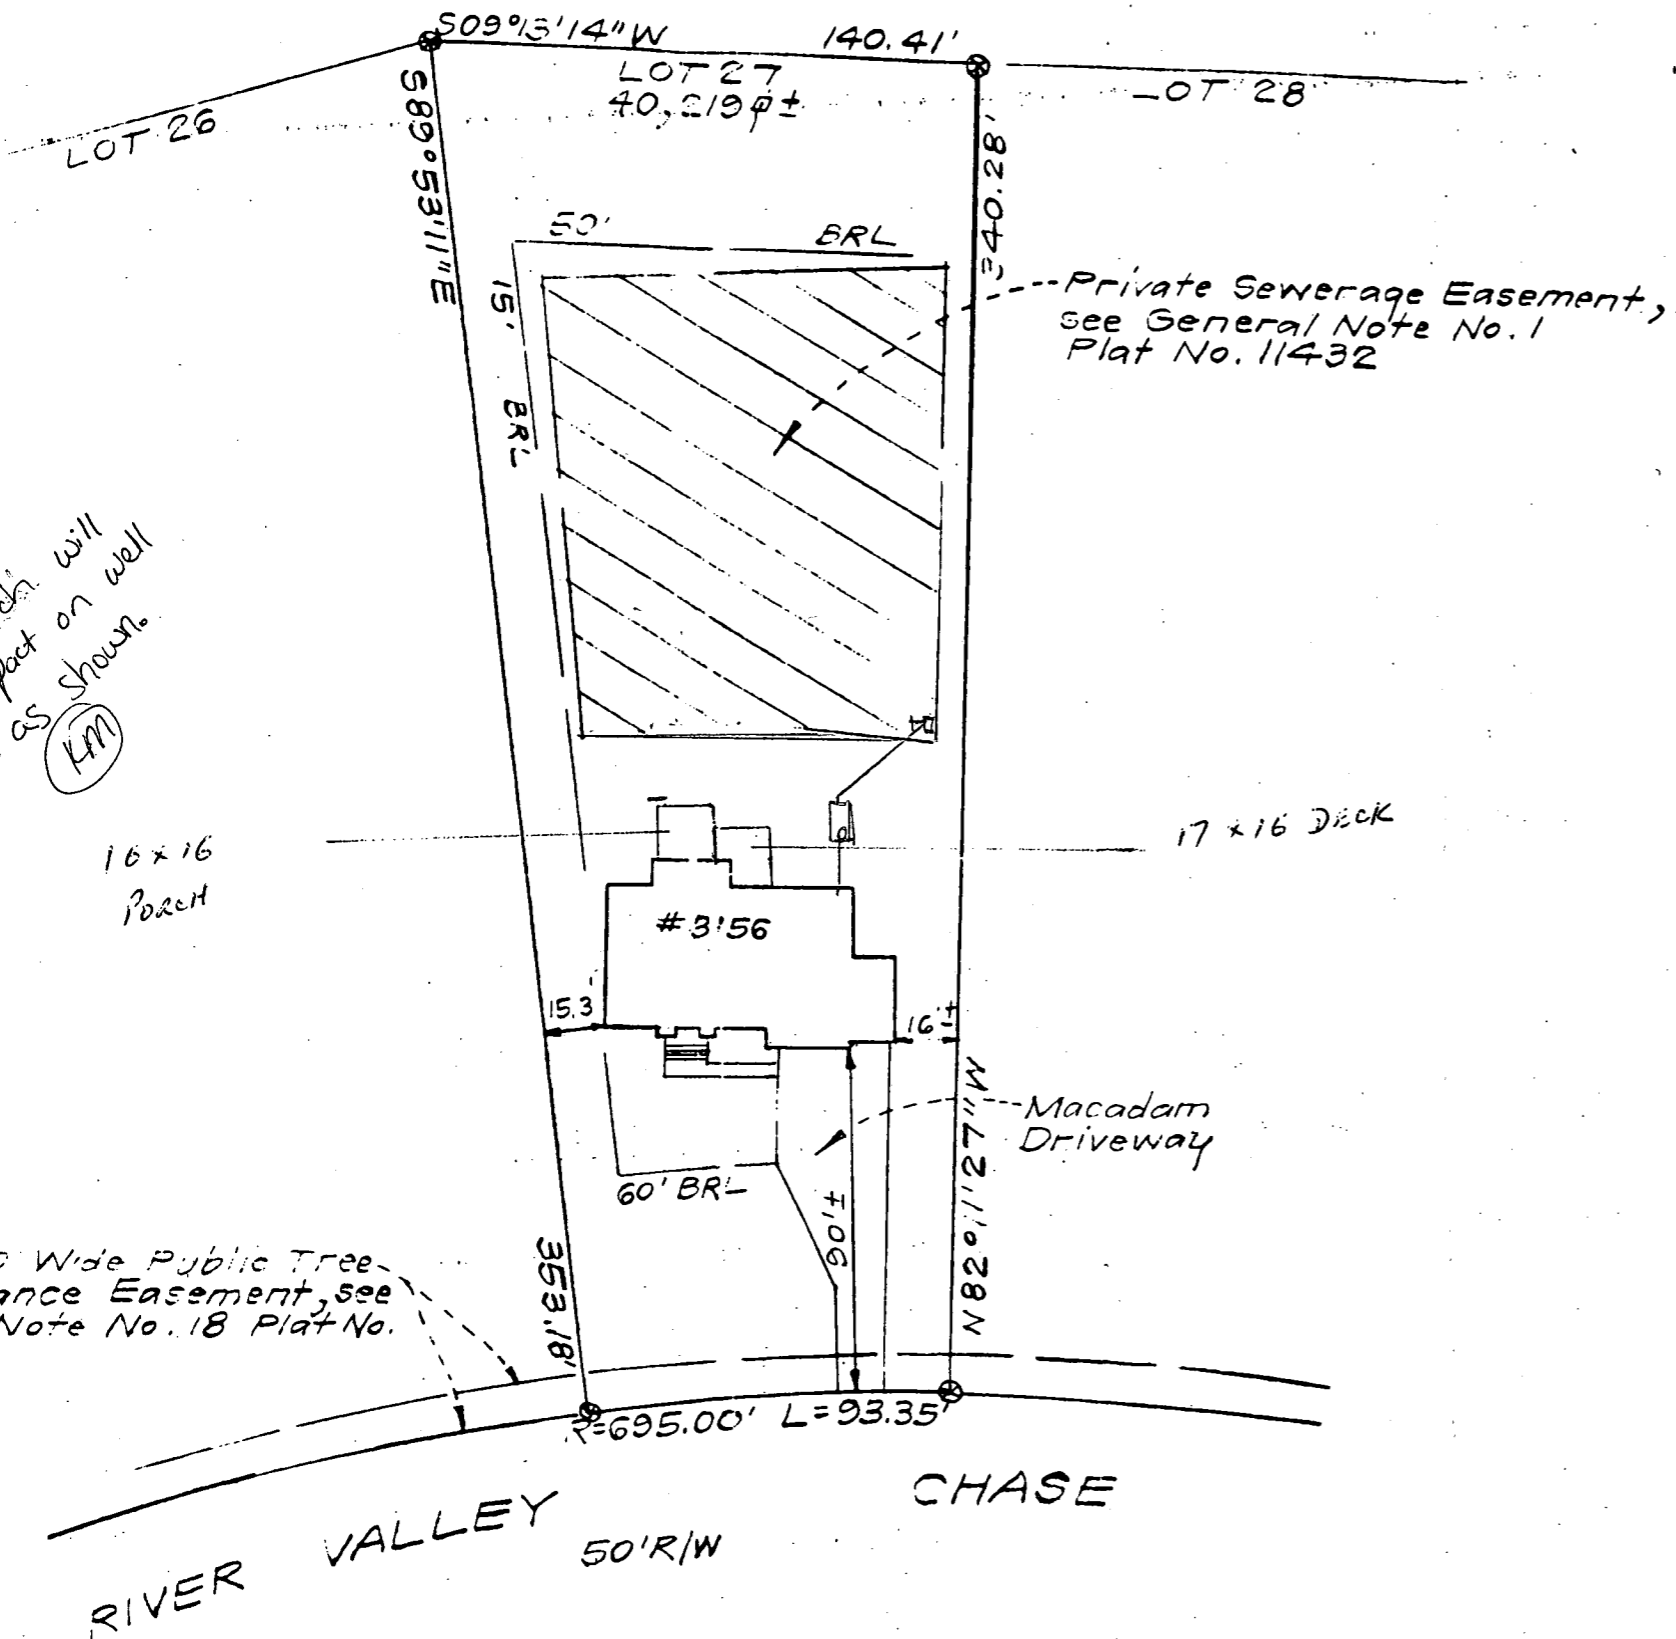 S09°13'14"W 140.41'
LOT 27
40,219 ⏀ ±
LOT 26
LOT 28
S89°53'11"E
340.28'
50' BRL
15' BRL
Private Sewerage Easement,
see General Note No. 1
Plat No. 11432
will
on well
as shown.
KM
16 x 16
PORCH
17 x 16 DECK
#3156
15.3
16'±
Macadam
Driveway
60' BRL
90'±
N82°11'27"W
353.18'
Wide Public Tree
Easement, see
Note No. 18 Plat No.
R=695.00' L=93.35'
RIVER VALLEY CHASE
50' R/W